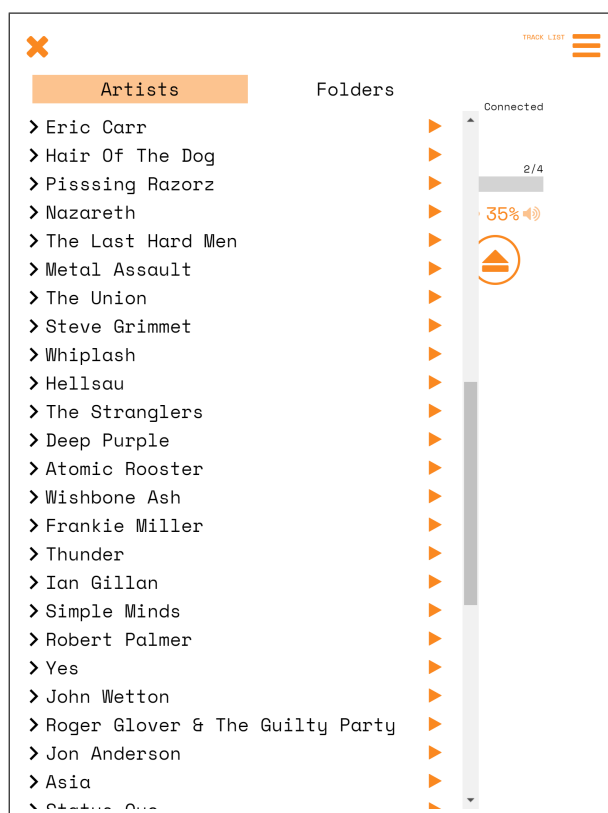 TRACK LIST
Artists Folders
Connected
Eric Carr
Hair Of The Dog
2/4
Pisssing Razorz
Nazareth
35%
The Last Hard Men
Metal Assault
The Union
Steve Grimmet
Whiplash
Hellsau
The Stranglers
Deep Purple
Atomic Rooster
Wishbone Ash
Frankie Miller
Thunder
Ian Gillan
Simple Minds
Robert Palmer
Yes
John Wetton
Roger Glover & The Guilty Party
Jon Anderson
Asia
Status Quo